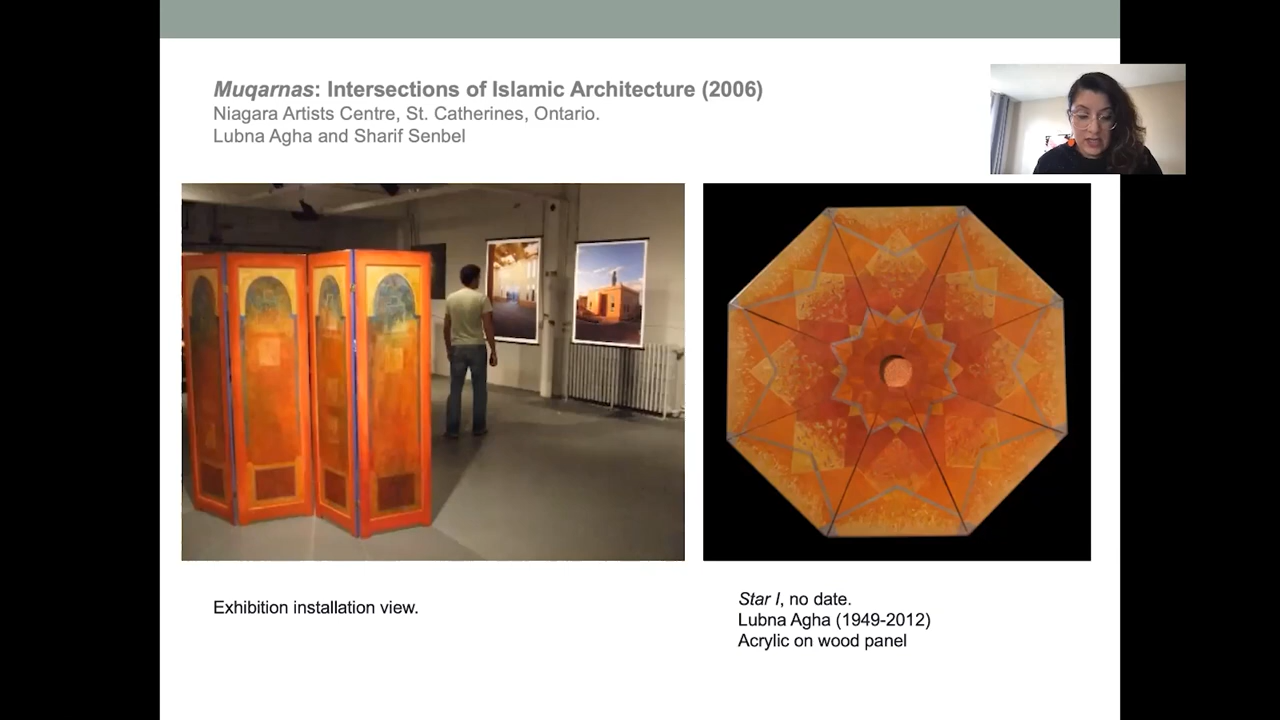 Muqarnas: Intersections of Islamic Architecture (2006)
Niagara Artists Centre, St. Catherines, Ontario.
Lubna Agha and Sharif Senbel
Exhibition installation view.
Star I, no date.
Lubna Agha (1949-2012)
Acrylic on wood panel